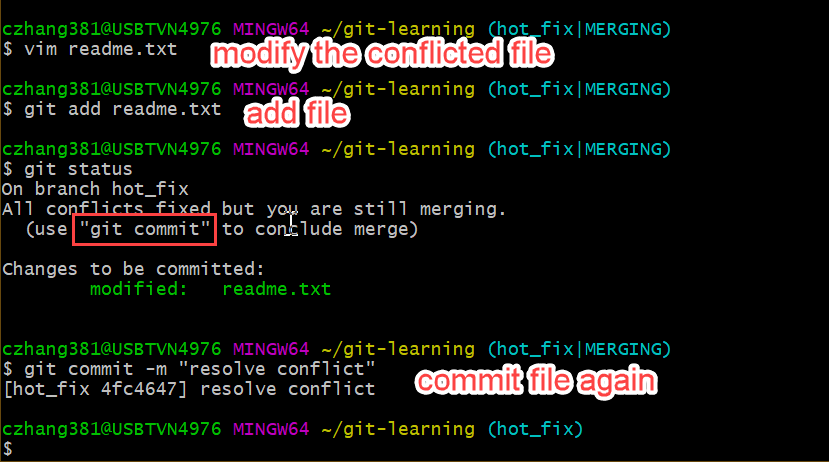 czhang381@USBTVN4976 MINGW64 ~/git-learning (hot_fix|MERGING)
$ vim readme.txt modify the conflicted file
czhang381@USBTVN4976 MINGW64 ~/git-learning (hot_fix|MERGING)
$ git add readme.txt add file
czhang381@USBTVN4976 MINGW64 ~/git-learning (hot_fix|MERGING)
$ git status
On branch hot_fix
All conflicts fixed but you are still merging.
(use "git commit" to conclude merge)
Changes to be committed:
modified: readme.txt
czhang381@USBTVN4976 MINGW64 ~/git-learning (hot_fix|MERGING)
$ git commit -m "resolve conflict"
commit file again
[hot_fix 4fc4647] resolve conflict
czhang381@USBTVN4976 MINGW64 ~/git-learning (hot_fix)
$